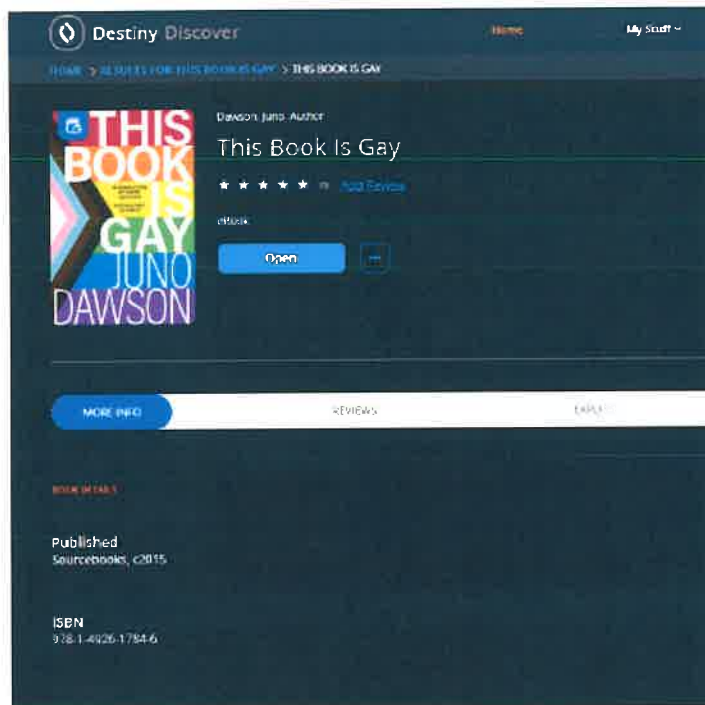 Destiny Discover
Home
My Stuff
HOME > RESULTS FOR THIS BOOK IS GAY > THIS BOOK IS GAY
THIS
BOOK
IS
GAY
JUNO
DAWSON
Dawson, Juno, Author
This Book Is Gay
Add Review
eBook
Open
MORE INFO
REVIEWS
BOOK DETAILS
Published
Sourcebooks, c2015
ISBN
978-1-4926-1784-6